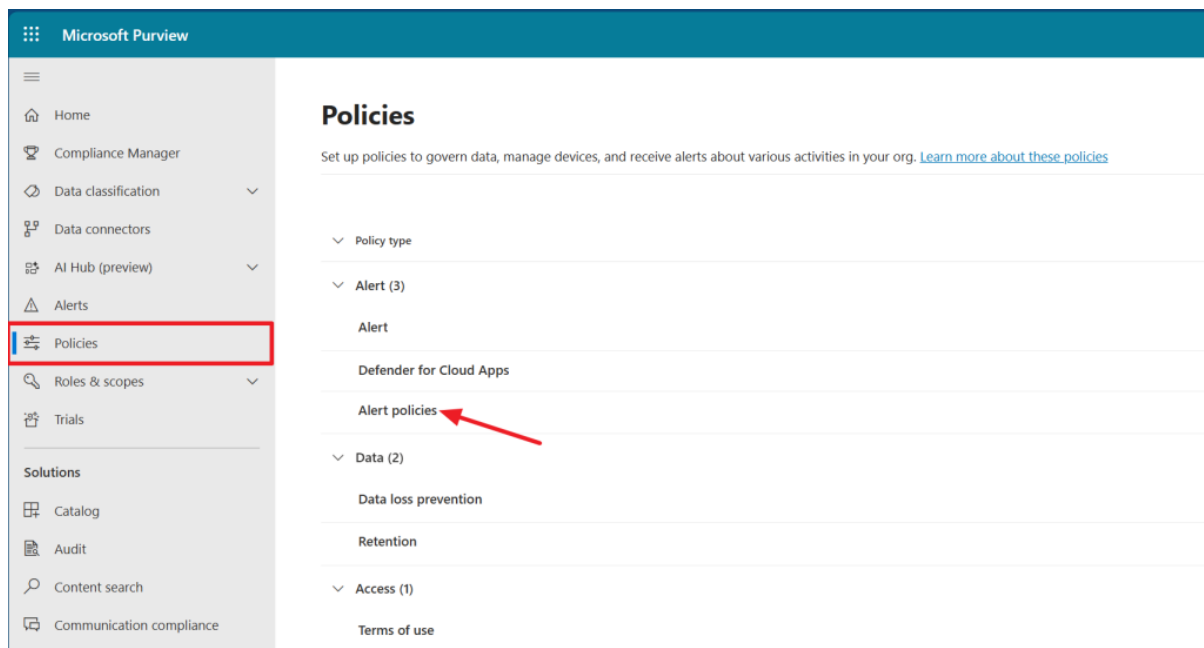 Microsoft Purview
Home
Compliance Manager
Data classification
Data connectors
AI Hub (preview)
Alerts
Policies
Roles & scopes
Trials
Solutions
Catalog
Audit
Content search
Communication compliance
Policies
Set up policies to govern data, manage devices, and receive alerts about various activities in your org. Learn more about these policies
Policy type
Alert (3)
Alert
Defender for Cloud Apps
Alert policies
Data (2)
Data loss prevention
Retention
Access (1)
Terms of use